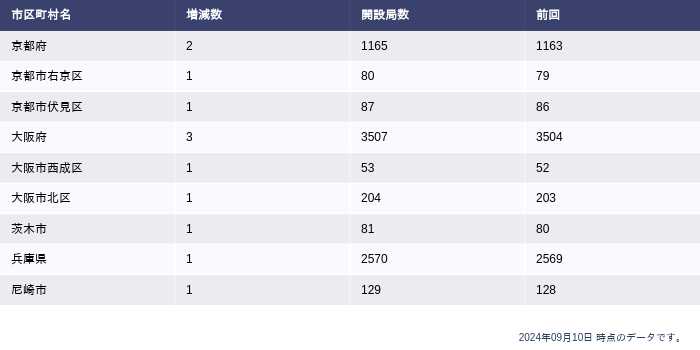 市区町村名 増減数 開設局数 前回
京都府 2 1165 1163
京都市右京区 1 80 79
京都市伏見区 1 87 86
大阪府 3 3507 3504
大阪市西成区 1 53 52
大阪市北区 1 204 203
茨木市 1 81 80
兵庫県 1 2570 2569
尼崎市 1 129 128
2024年09月10日 時点のデータです。